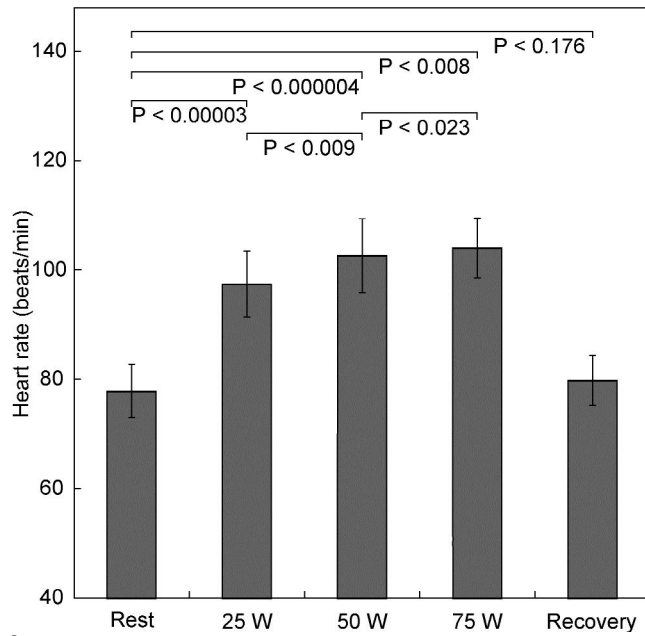 140
120
100
80
60
40
Heart rate (beats/min)
P < 0.176
P < 0.008
P < 0.000004
P < 0.00003
P < 0.023
P < 0.009
Rest 25 W 50 W 75 W Recovery